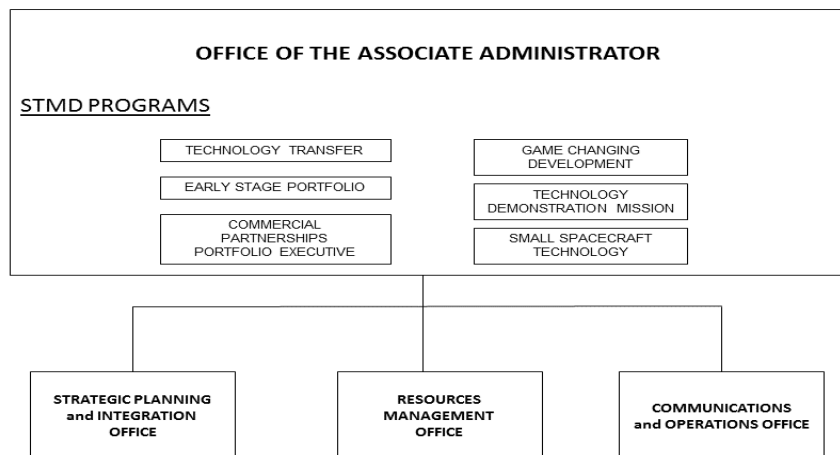 OFFICE OF THE ASSOCIATE ADMINISTRATOR
STMD PROGRAMS
TECHNOLOGY TRANSFER
EARLY STAGE PORTFOLIO
COMMERCIAL
PARTNERSHIPS
PORTFOLIO EXECUTIVE
GAME CHANGING
DEVELOPMENT
TECHNOLOGY
DEMONSTRATION MISSION
SMALL SPACECRAFT
TECHNOLOGY
STRATEGIC PLANNING
and INTEGRATION
OFFICE
RESOURCES
MANAGEMENT
OFFICE
COMMUNICATIONS
and OPERATIONS OFFICE